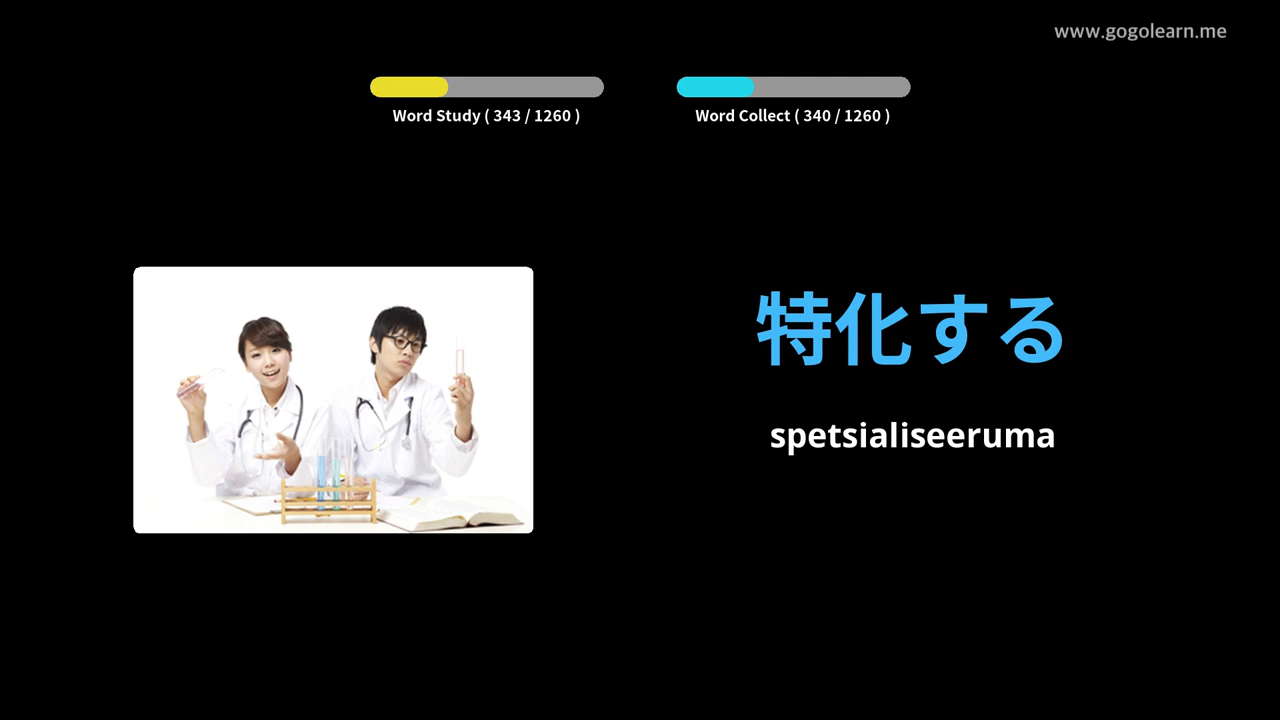 www.gogolearn.me
Word Study ( 343 / 1260 )
Word Collect ( 340 / 1260 )
特化する
spetsialiseeruma